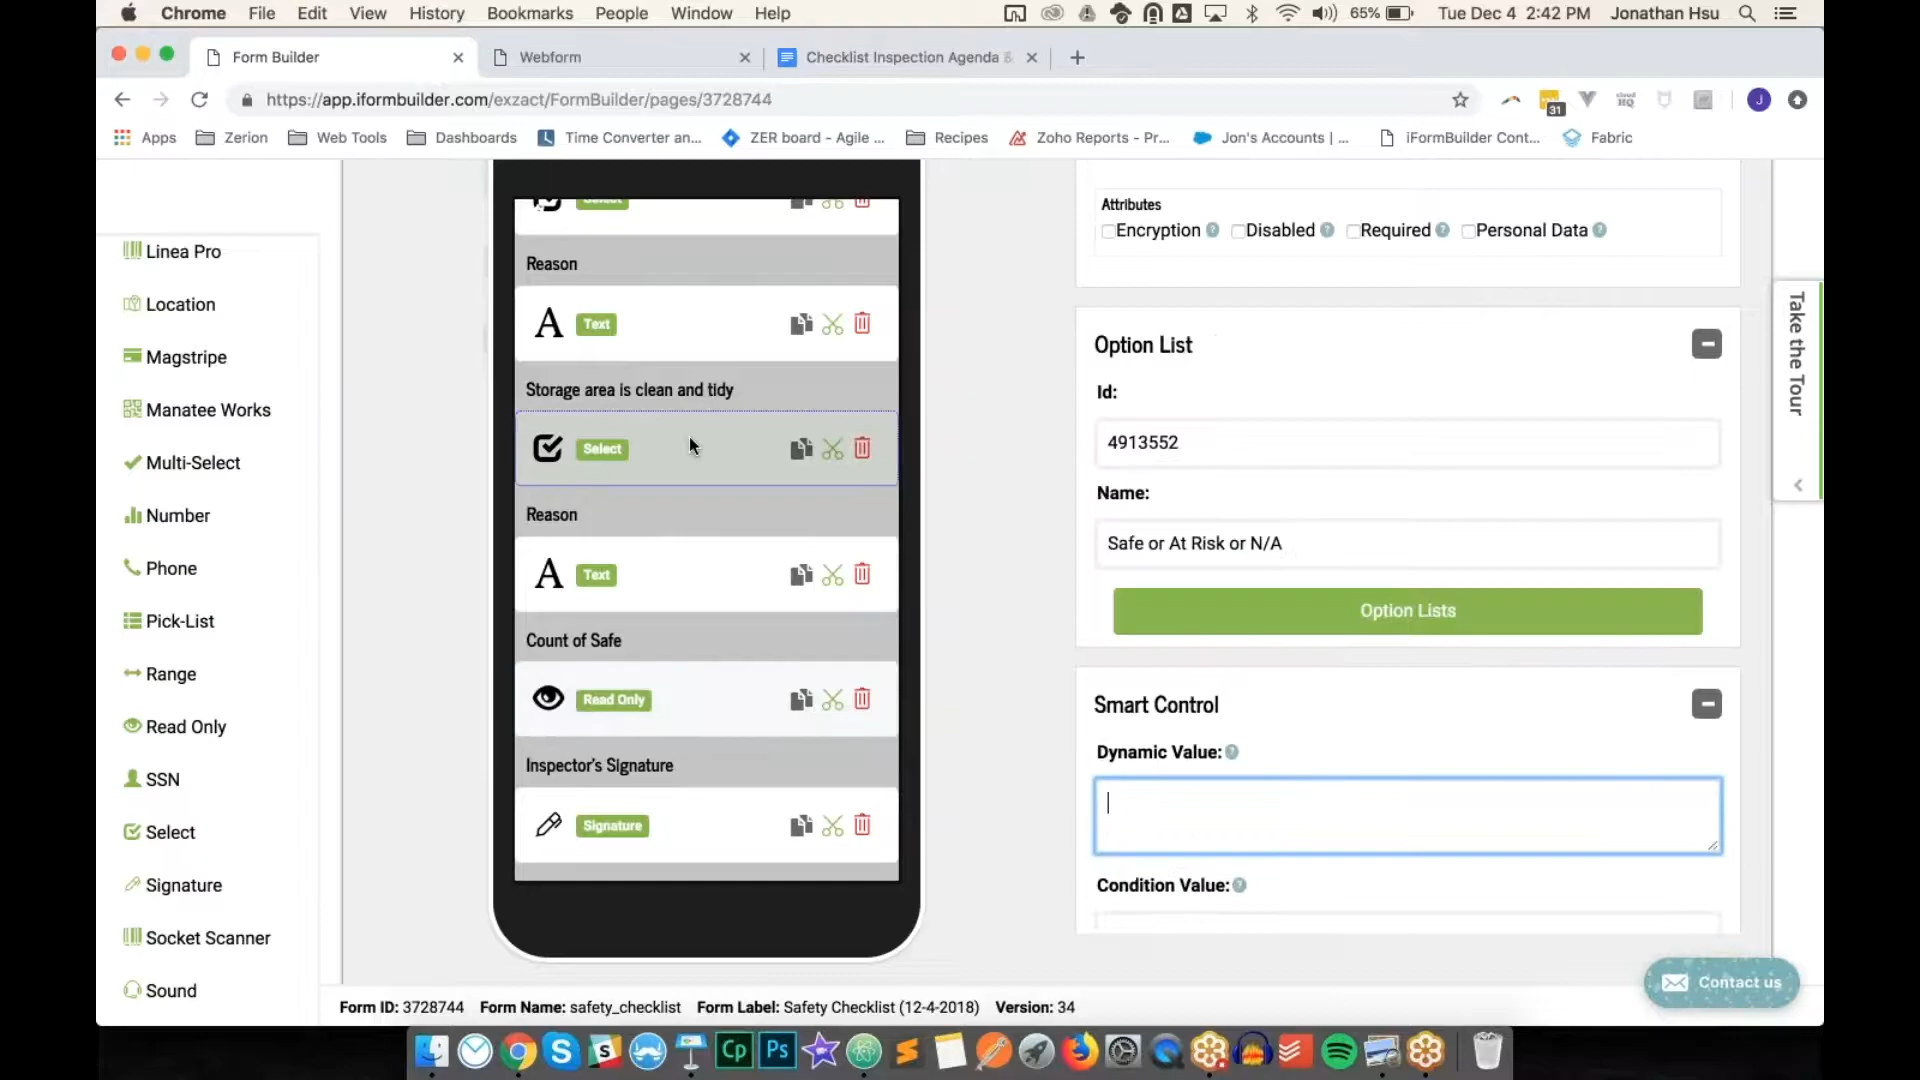 Chrome File Edit View History Bookmarks People Window Help 65% Tue Dec 4 2:42 PM Jonathan Hsu
Form Builder Webform Checklist Inspection Agenda &
https://app.iformbuilder.com/exzact/FormBuilder/pages/3728744 31 cloud HQ J
Apps Zerion Web Tools Dashboards Time Converter an... ZER board - Agile ... Recipes Zoho Reports - Pr... Jon's Accounts | ... iFormBuilder Cont... Fabric
Linea Pro
Location
Magstripe
Manatee Works
Multi-Select
Number
Phone
Pick-List
Range
Read Only
SSN
Select
Signature
Socket Scanner
Sound
Select
Reason
A Text
Storage area is clean and tidy
Select
Reason
A Text
Count of Safe
Read Only
Inspector's Signature
Signature
Attributes
Encryption ? Disabled ? Required ? Personal Data ?
Option List
Id:
4913552
Name:
Safe or At Risk or N/A
Option Lists
Smart Control
Dynamic Value: ?
Condition Value: ?
Take the Tour
Contact us
Form ID: 3728744 Form Name: safety_checklist Form Label: Safety Checklist (12-4-2018) Version: 34
S Cp Ps